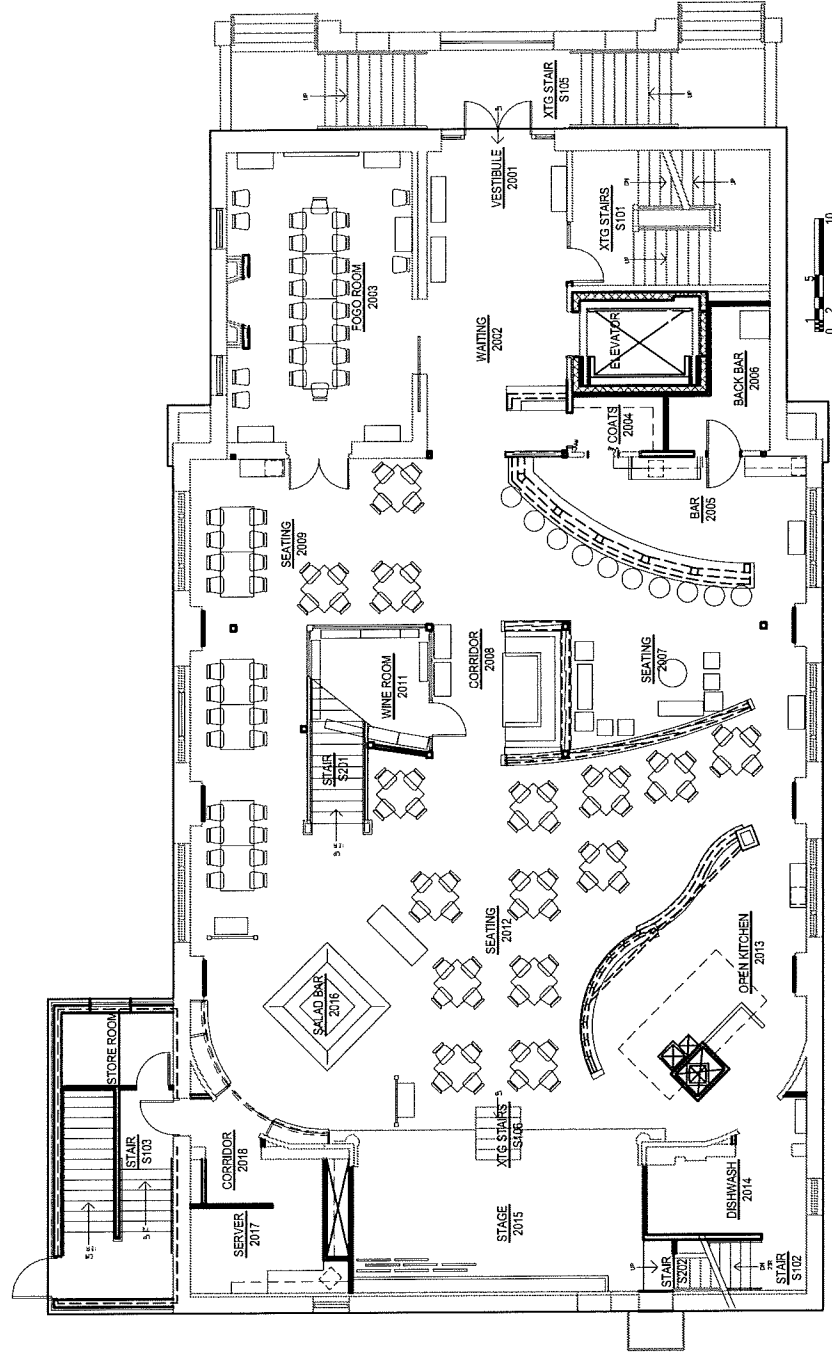 XTG STAIR
S105
UP
UP
VESTIBULE
2001
XTG STAIRS
S101
DN
UP
UP
FOGO ROOM
2003
WAITING
2002
ELEVATOR
BACK BAR
2006
COATS
2004
BAR
2005
0
1
2
5
10
SEATING
2009
WINE ROOM
2011
CORRIDOR
2008
SEATING
2007
STAIR
S201
SEATING
2012
SALAD BAR
2016
OPEN KITCHEN
2013
STORE ROOM
STAIR
S103
CORRIDOR
2018
SERVER
2017
XTG STAIRS
S106
STAGE
2015
DISHWASH
2014
UP
STAIR
S202
DN
STAIR
S102